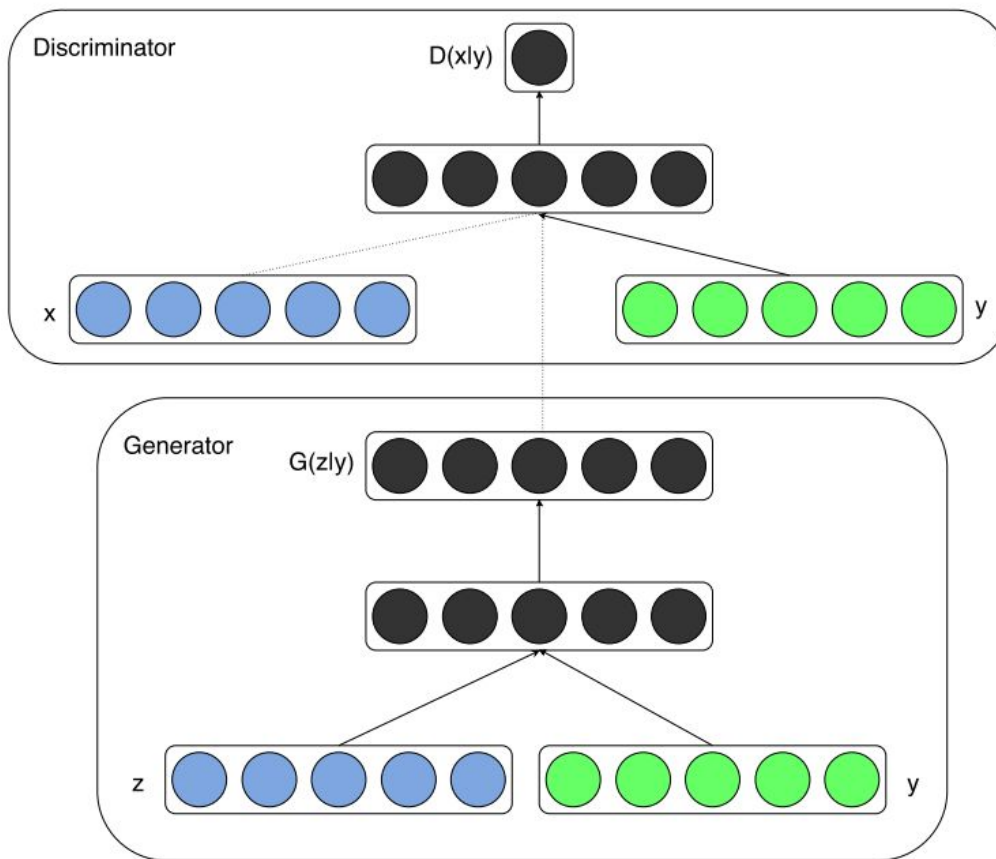 Discriminator
D(x|y)
x
y
Generator
G(z|y)
z
y